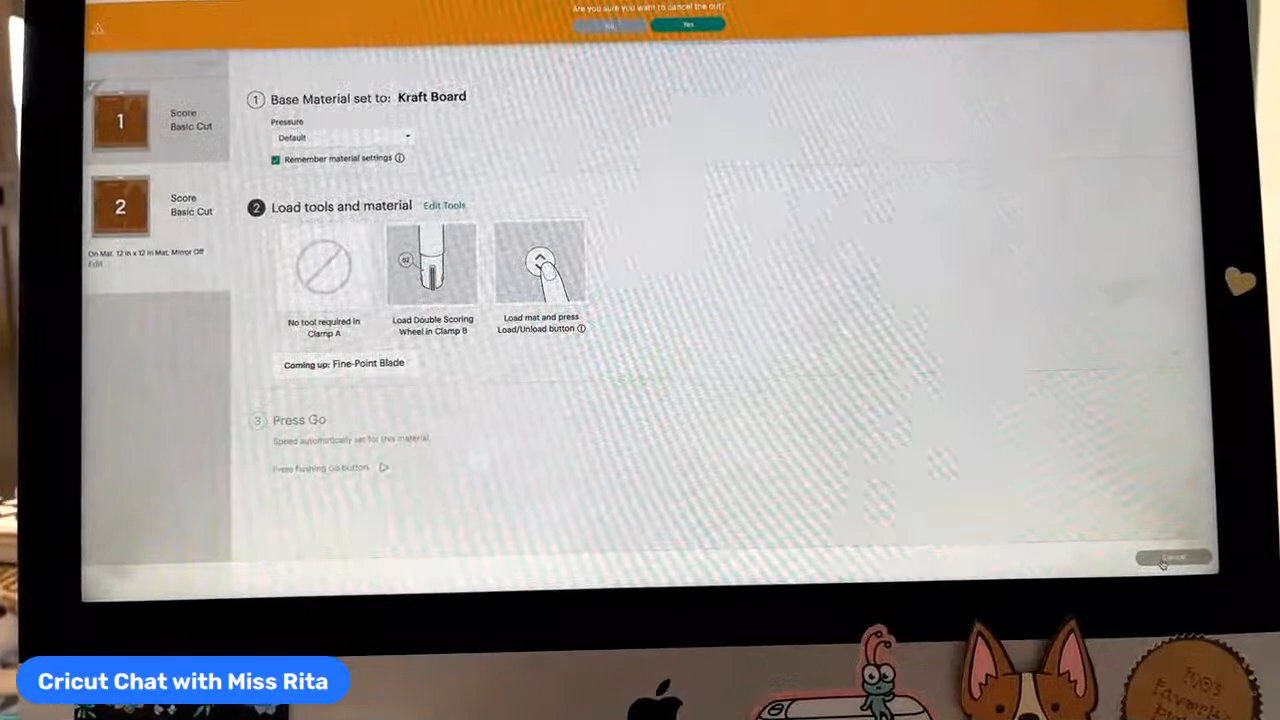 Are you sure you want to cancel the cut?
No
Yes
1
Score
Basic Cut
2
Score
Basic Cut
On Mat, 12 in x 12 in Mat, Mirror Off
Edit
1 Base Material set to: Kraft Board
Pressure
Default
Remember material settings
2 Load tools and material Edit Tools
02
No tool required in
Clamp A
Load Double Scoring
Wheel in Clamp B
Load mat and press
Load/Unload button
Coming up: Fine-Point Blade
3 Press Go
Speed automatically set for this material.
Press flashing Go button.
Cancel
Cricut Chat with Miss Rita